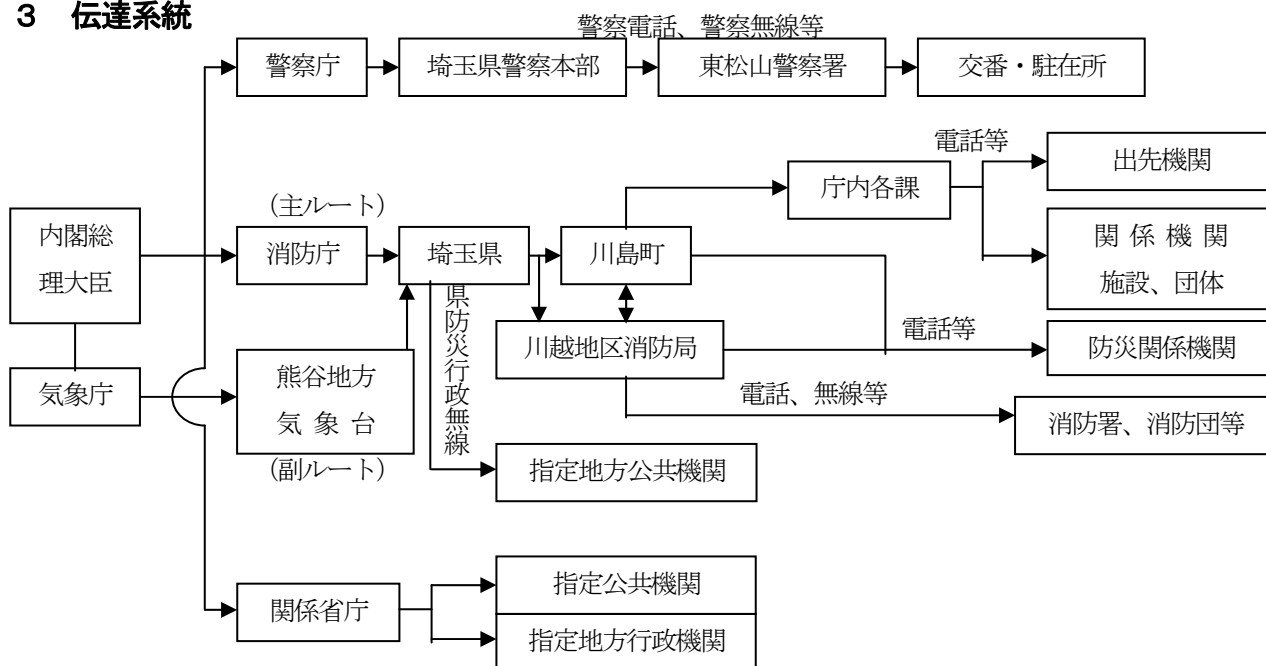 ３　伝達系統
警察電話、警察無線等
警察庁
埼玉県警察本部
東松山警察署
交番・駐在所
電話等
出先機関
庁内各課
関 係 機 関
施設、団体
(主ルート)
内閣総
理大臣
消防庁
埼玉県
川島町
県防災行政無線
川越地区消防局
電話等
防災関係機関
気象庁
熊谷地方
気 象 台
(副ルート)
電話、無線等
消防署、消防団等
指定地方公共機関
関係省庁
指定公共機関
指定地方行政機関